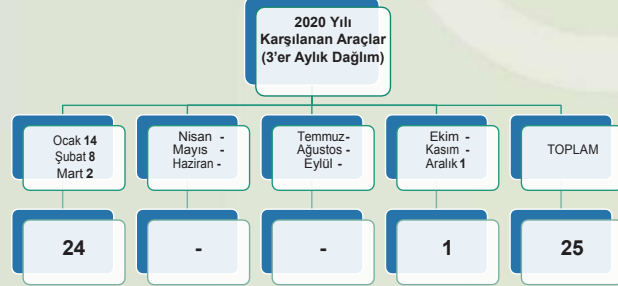 2020 Yılı
Karşılanan Araçlar
(3'er Aylık Dağlım)
Ocak 14
Şubat 8
Mart 2
Nisan -
Mayıs -
Haziran -
Temmuz-
Ağustos -
Eylül -
Ekim -
Kasım -
Aralık 1
TOPLAM
24
-
-
1
25